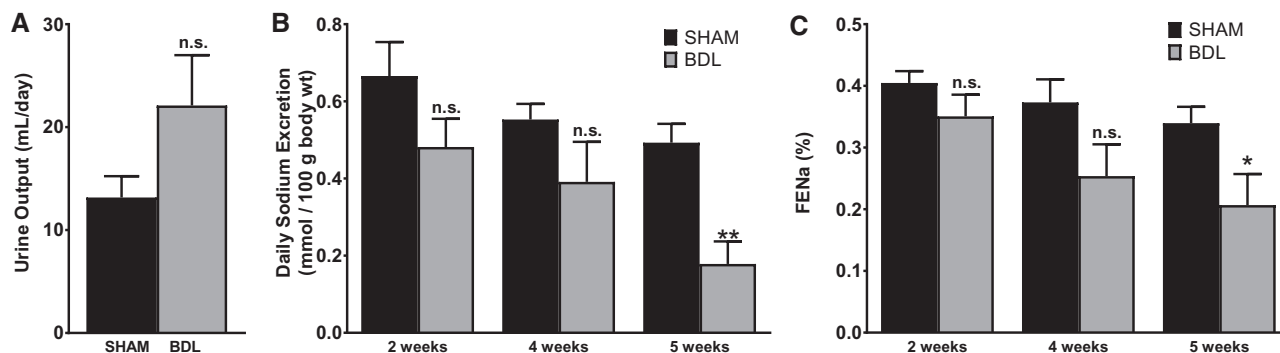 A
Urine Output (mL/day)
30
20
10
0
n.s.
SHAM BDL
B
Daily Sodium Excretion
(mmol / 100 g body wt)
0.8
0.6
0.4
0.2
0.0
SHAM
BDL
n.s.
n.s.
**
2 weeks 4 weeks 5 weeks
C
FENa (%)
0.5
0.4
0.3
0.2
0.1
0.0
SHAM
BDL
n.s.
n.s.
*
2 weeks 4 weeks 5 weeks